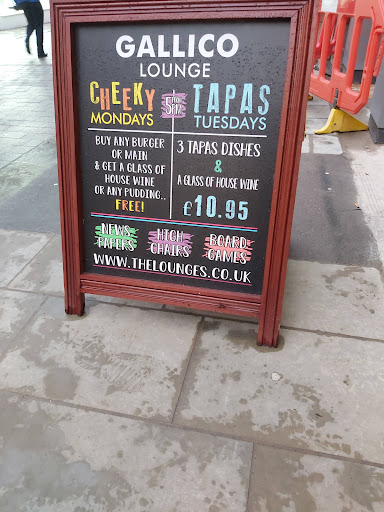 GALLICO
LOUNGE
CHEEKY
MONDAYS
BUY ANY BURGER
OR MAIN
& GET A GLASS OF
HOUSE WINE
OR ANY PUDDING..
FREE!
5PM
TAPAS
TUESDAYS
3 TAPAS DISHES
&
A GLASS OF HOUSE WINE
£10.95
NEWS
PAPERS
HIGH
CHAIRS
BOARD
GAMES
WWW.THELOUNGES.CO.UK